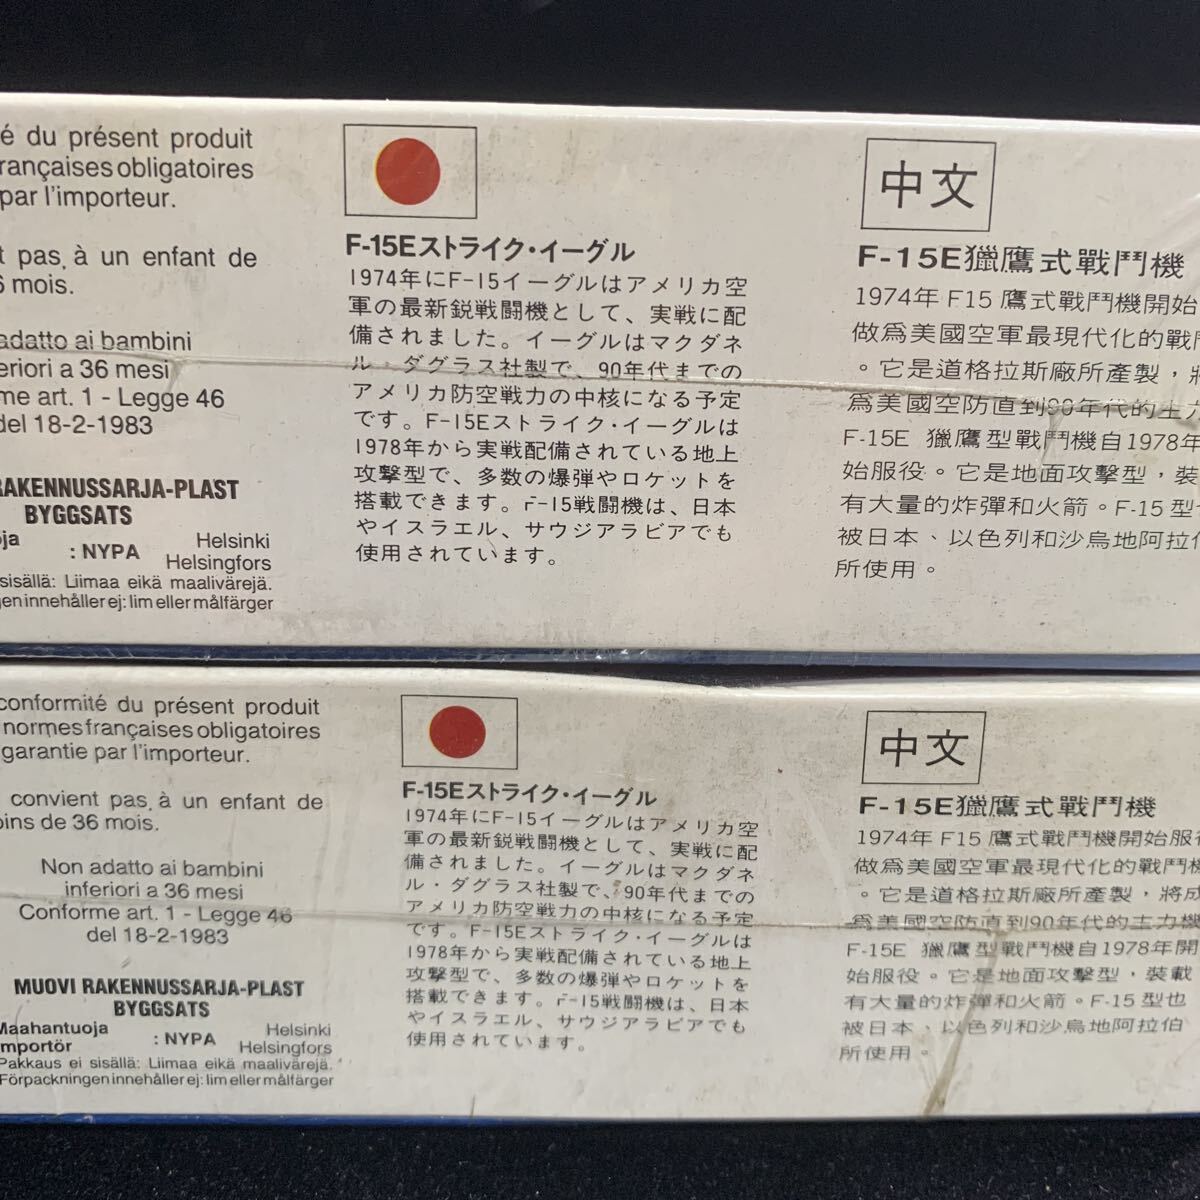 é du présent produit
rançaises obligatoires
par l'importeur.
t pas à un enfant de
6 mois.
adatto ai bambini
eriori a 36 mesi
me art. 1 - Legge 46
del 18-2-1983
RAKENNUSSARJA-PLAST
BYGGSATS
oja : NYPA Helsinki
Helsingfors
sisällä: Liimaa eikä maalivärejä.
gen innehåller ej: lim eller målfärger
F-15Eストライク・イーグル
1974年にF-15イーグルはアメリカ空
軍の最新鋭戦闘機として、実戦に配
備されました。イーグルはマクダネ
ル・ダグラス社製で、90年代までの
アメリカ防空戦力の中核になる予定
です。F-15Eストライク・イーグルは
1978年から実戦配備されている地上
攻撃型で、多数の爆弾やロケットを
搭載できます。F-15戦闘機は、日本
やイスラエル、サウジアラビアでも
使用されています。
中文
F-15E獵鷹式戰鬥機
1974年 F15 鷹式戰鬥機開始
做爲美國空軍最現代化的戰鬥
。它是道格拉斯廠所產製，將
爲美國空防直到90年代的主力
F-15E 獵鷹型戰鬥機自1978年
始服役。它是地面攻擊型，裝
有大量的炸彈和火箭。F-15 型也
被日本、以色列和沙烏地阿拉伯
所使用。
conformité du présent produit
normes françaises obligatoires
garantie par l'importeur.
convient pas à un enfant de
oins de 36 mois.
Non adatto ai bambini
inferiori a 36 mesi
Conforme art. 1 - Legge 46
del 18-2-1983
MUOVI RAKENNUSSARJA-PLAST
BYGGSATS
Maahantuoja Helsinki
mportör : NYPA Helsingfors
Pakkaus ei sisällä: Liimaa eikä maalivärejä.
Förpackningen innehåller ej: lim eller målfärger
F-15Eストライク・イーグル
1974年にF-15イーグルはアメリカ空
軍の最新鋭戦闘機として、実戦に配
備されました。イーグルはマクダネ
ル・ダグラス社製で、90年代までの
アメリカ防空戦力の中核になる予定
です。F-15Eストライク・イーグルは
1978年から実戦配備されている地上
攻撃型で、多数の爆弾やロケットを
搭載できます。F-15戦闘機は、日本
やイスラエル、サウジアラビアでも
使用されています。
中文
F-15E獵鷹式戰鬥機
1974年 F15 鷹式戰鬥機開始服役
做爲美國空軍最現代化的戰鬥機
。它是道格拉斯廠所產製，將成
爲美國空防直到90年代的主力機
F-15E 獵鷹型戰鬥機自1978年開
始服役。它是地面攻擊型，裝載
有大量的炸彈和火箭。F-15 型也
被日本、以色列和沙烏地阿拉伯
所使用。